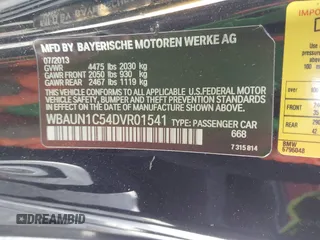 MFD BY BAYERISCHE MOTOREN WERKE AG
07/2013
GVWR 4475 LBS 2030 KG
GAWR FRONT 2050 LBS 930 KG
GAWR REAR 2467 LBS 1119 KG
THIS VEHICLE CONFORMS TO ALL APPLICABLE
FEDERAL MOTOR VEHICLE SAFETY, BUMPER,
AND THEFT PREVENTION STANDARDS IN EFFECT
ON THE DATE OF MANUFACTURE SHOWN ABOVE.
WBAUN1C54DVR01541 TYPE: PASSENGER CAR
668
7 315 814
BMW
6796048
DREAMBID